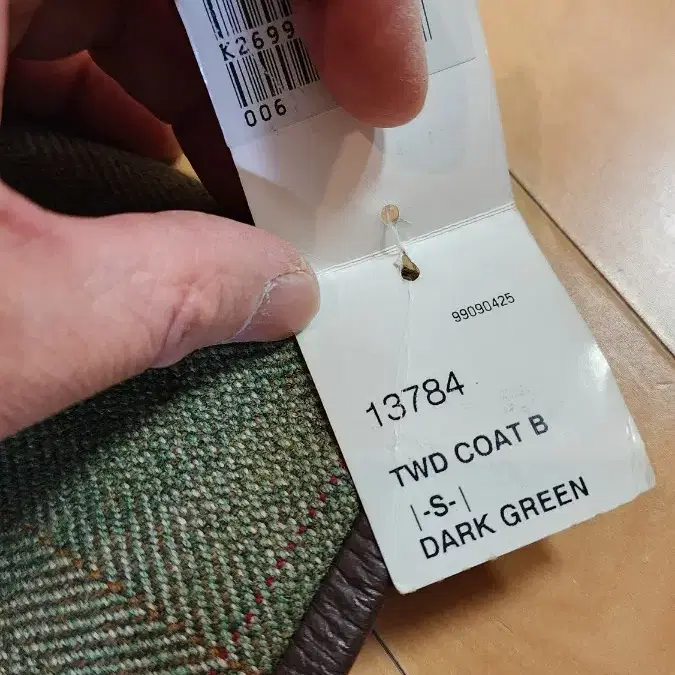 K2699
006
99090425
13784
TWD COAT B
|-S-|
DARK GREEN